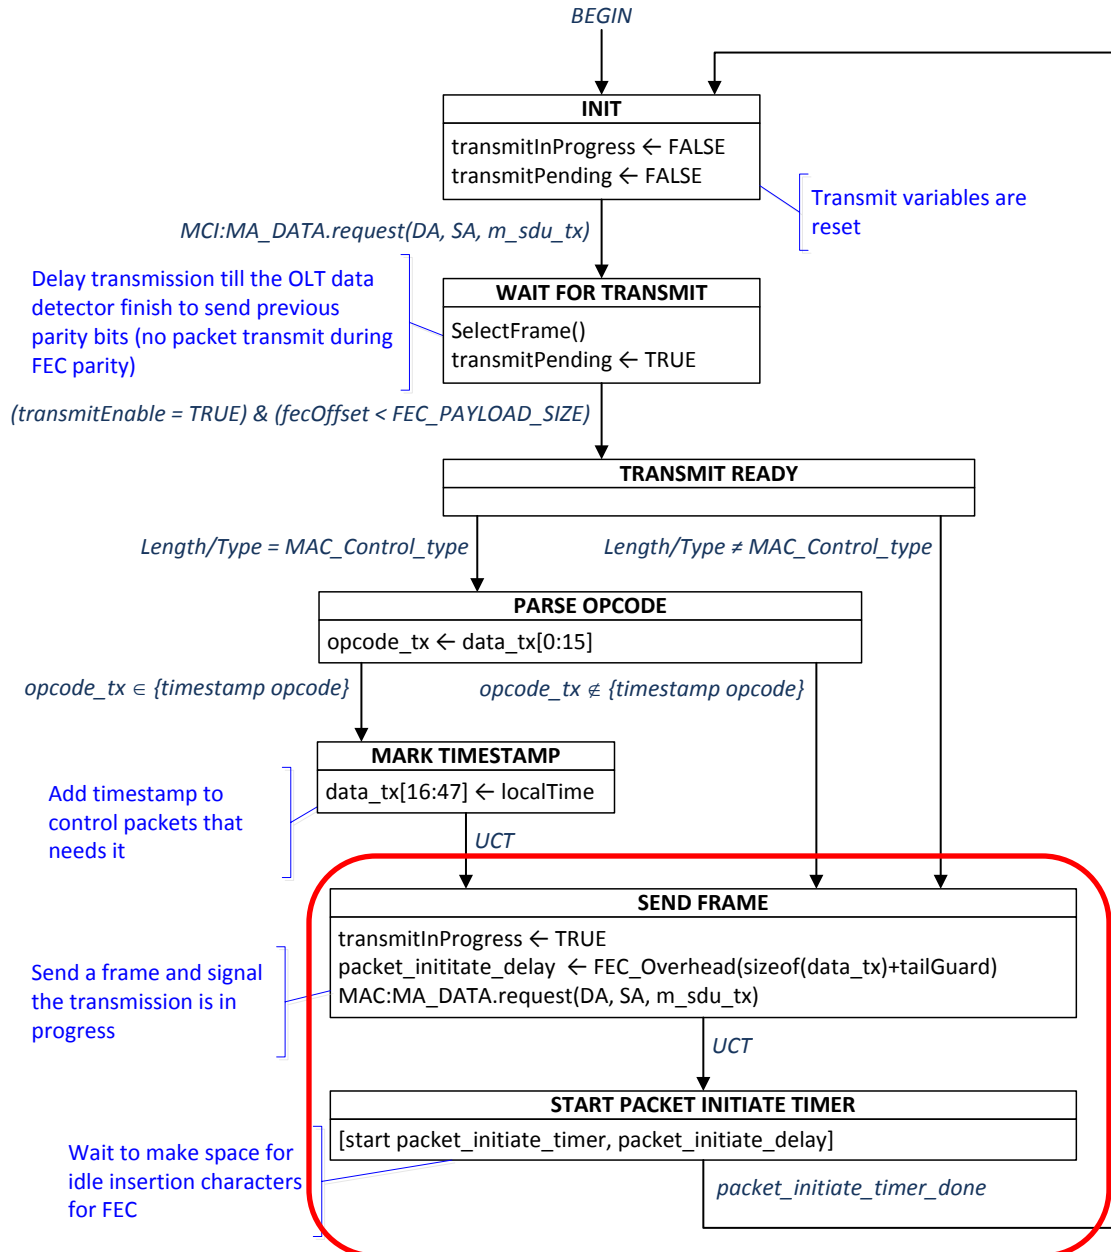 BEGIN
INIT
transmitInProgress ← FALSE
transmitPending ← FALSE
Transmit variables are
reset
MCI:MA_DATA.request(DA, SA, m_sdu_tx)
Delay transmission till the OLT data
detector finish to send previous
parity bits (no packet transmit during
FEC parity)
WAIT FOR TRANSMIT
SelectFrame()
transmitPending ← TRUE
(transmitEnable = TRUE) & (fecOffset < FEC_PAYLOAD_SIZE)
TRANSMIT READY
Length/Type = MAC_Control_type
Length/Type ≠ MAC_Control_type
PARSE OPCODE
opcode_tx ← data_tx[0:15]
opcode_tx ∈ {timestamp opcode}
opcode_tx ∉ {timestamp opcode}
MARK TIMESTAMP
data_tx[16:47] ← localTime
Add timestamp to
control packets that
needs it
UCT
SEND FRAME
transmitInProgress ← TRUE
packet_inititate_delay ← FEC_Overhead(sizeof(data_tx)+tailGuard)
MAC:MA_DATA.request(DA, SA, m_sdu_tx)
Send a frame and signal
the transmission is in
progress
UCT
START PACKET INITIATE TIMER
[start packet_initiate_timer, packet_initiate_delay]
Wait to make space for
idle insertion characters
for FEC
packet_initiate_timer_done